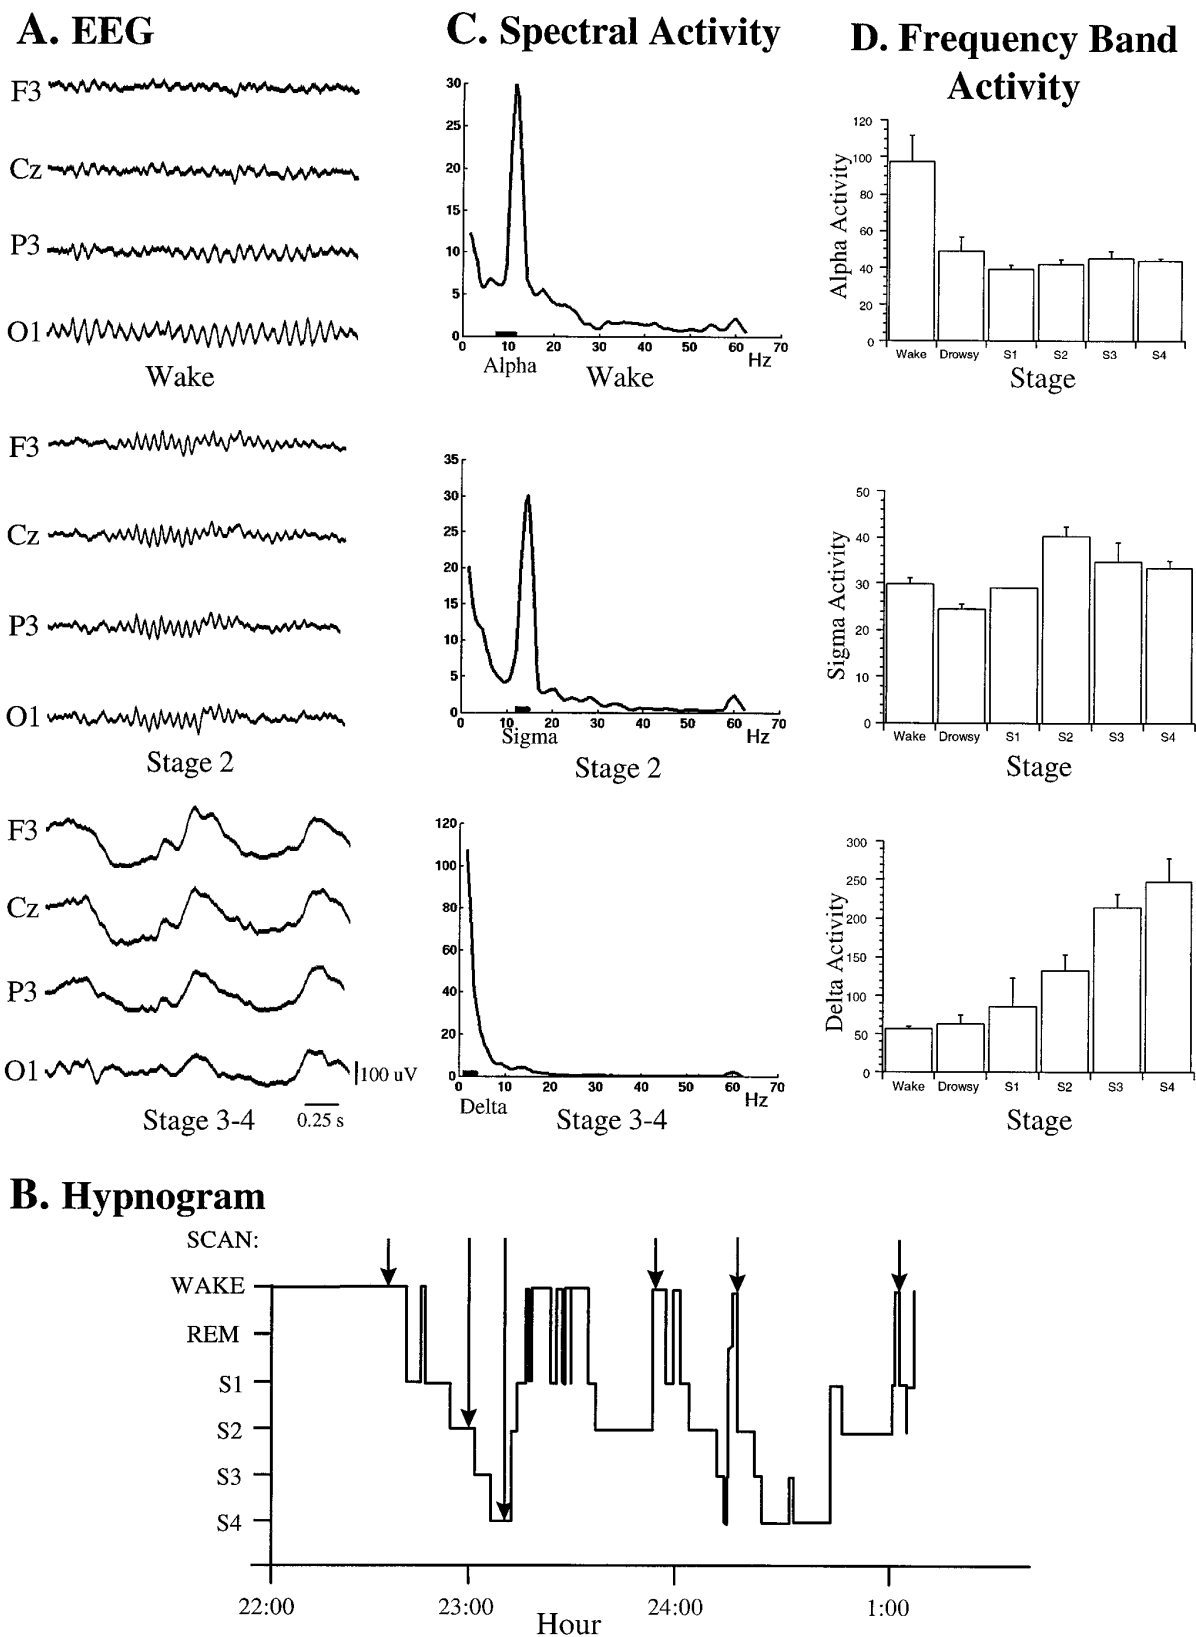 A. EEG
F3
Cz
P3
O1
Wake
F3
Cz
P3
O1
Stage 2
F3
Cz
P3
O1
100 uV
Stage 3-4
0.25 s
C. Spectral Activity
30
25
20
15
10
5
0
0 10 20 30 40 50 60 70
Alpha
Wake
Hz
35
30
25
20
15
10
5
0
0 10 20 30 40 50 60 70
Sigma
Hz
Stage 2
120
100
80
60
40
20
0
0 10 20 30 40 50 60 70
Delta
Hz
Stage 3-4
D. Frequency Band
Activity
Alpha Activity
120
100
80
60
40
20
0
Wake Drowsy S1 S2 S3 S4
Stage
Sigma Activity
50
40
30
20
10
0
Wake Drowsy S1 S2 S3 S4
Stage
Delta Activity
300
250
200
150
100
50
0
Wake Drowsy S1 S2 S3 S4
Stage
B. Hypnogram
SCAN:
WAKE
REM
S1
S2
S3
S4
22:00 23:00 24:00 1:00
Hour